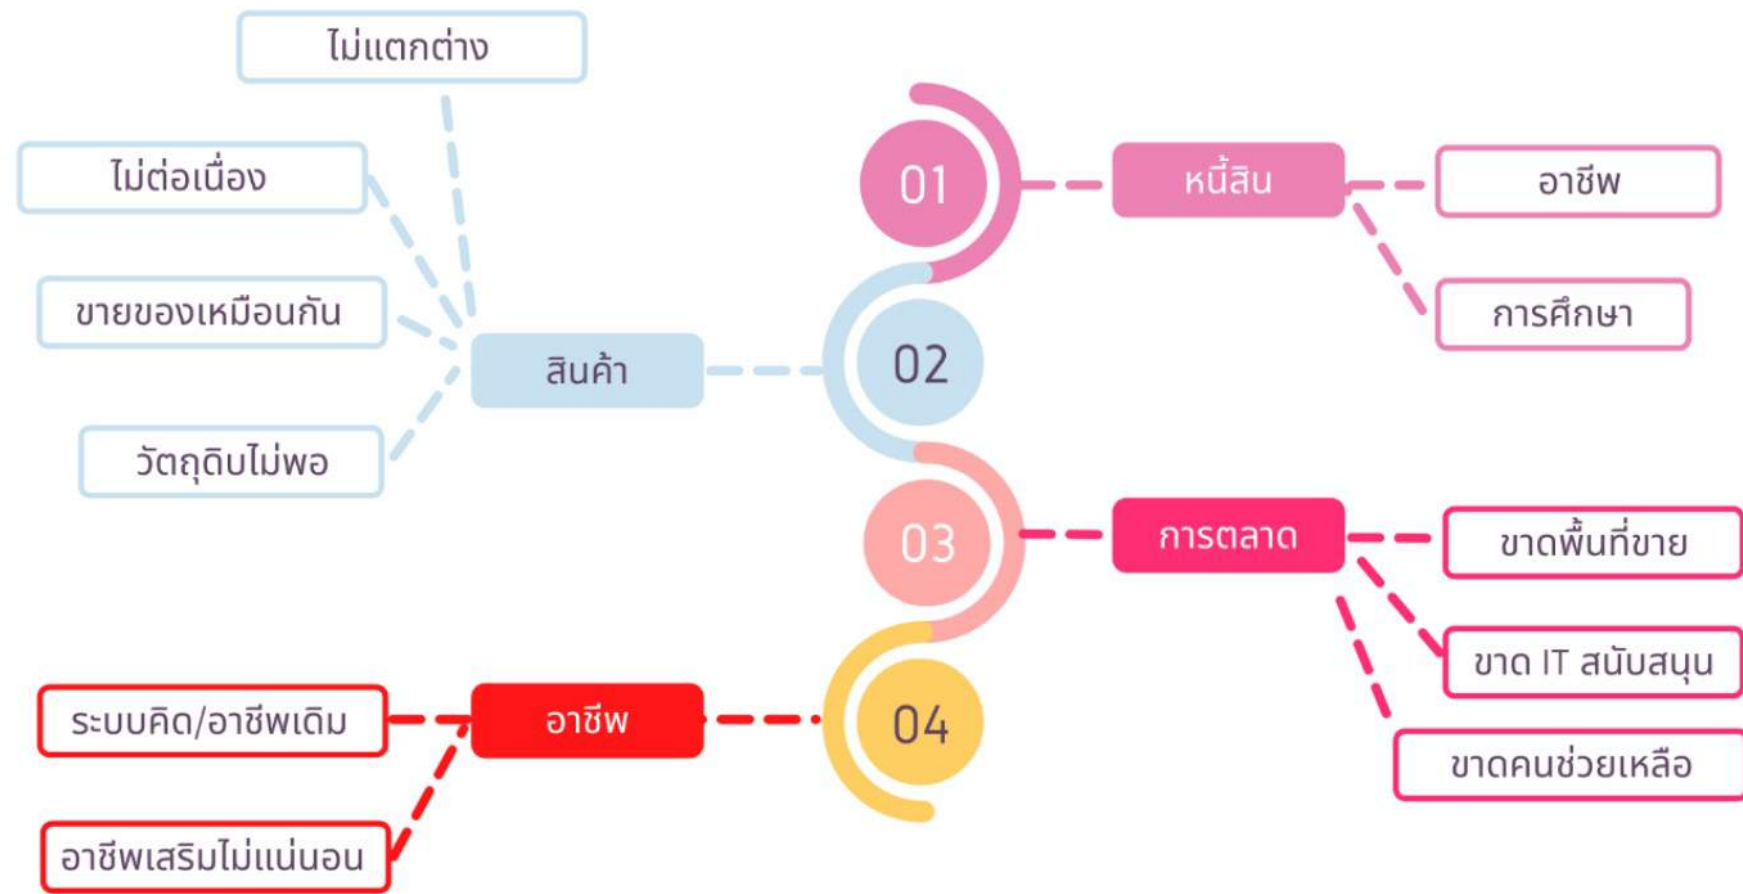 01
หนี้สิน
อาชีพ
การศึกษา
02
สินค้า
ไม่แตกต่าง
ไม่ต่อเนื่อง
ขายของเหมือนกัน
วัตถุดิบไม่พอ
03
การตลาด
ขาดพื้นที่ขาย
ขาด IT สนับสนุน
ขาดคนช่วยเหลือ
04
อาชีพ
ระบบคิด/อาชีพเดิม
อาชีพเสริมไม่แน่นอน